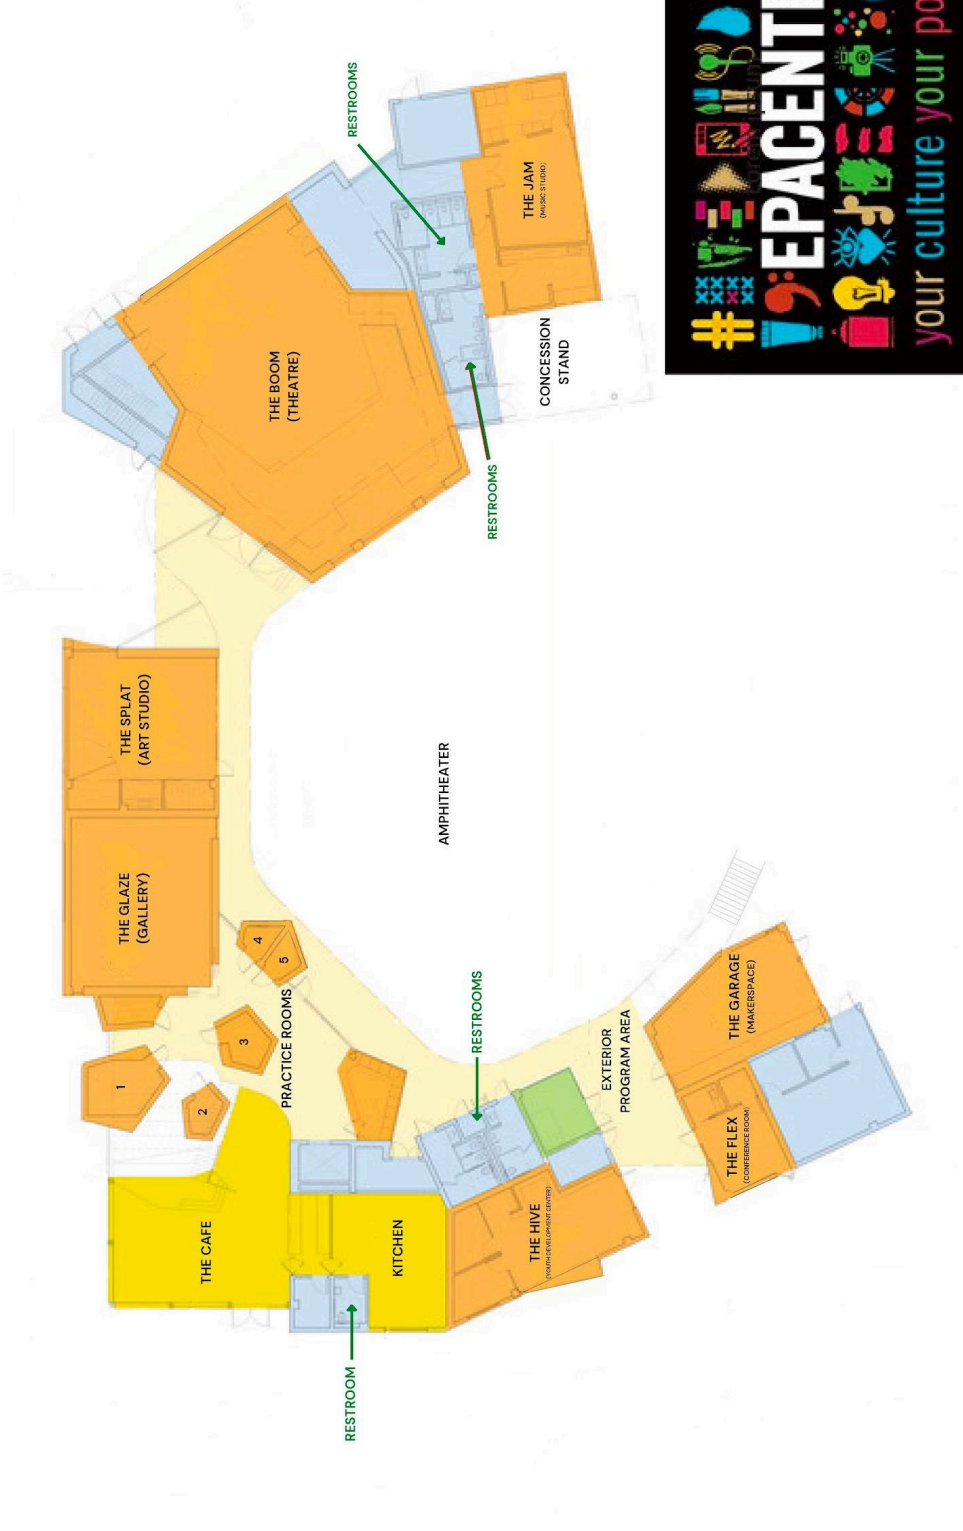 RESTROOMS
THE JAM
(MUSIC STUDIO)
THE BOOM
(THEATRE)
CONCESSION
STAND
RESTROOMS
THE SPLAT
(ART STUDIO)
THE GLAZE
(GALLERY)
AMPHITHEATER
4
5
3
1
2
PRACTICE ROOMS
RESTROOMS
EXTERIOR
PROGRAM AREA
THE GARAGE
(MAKERSPACE)
THE FLEX
(CONFERENCE ROOM)
THE CAFE
KITCHEN
THE HIVE
(YOUTH DEVELOPMENT CENTER)
RESTROOM
EPACENT
your culture your po